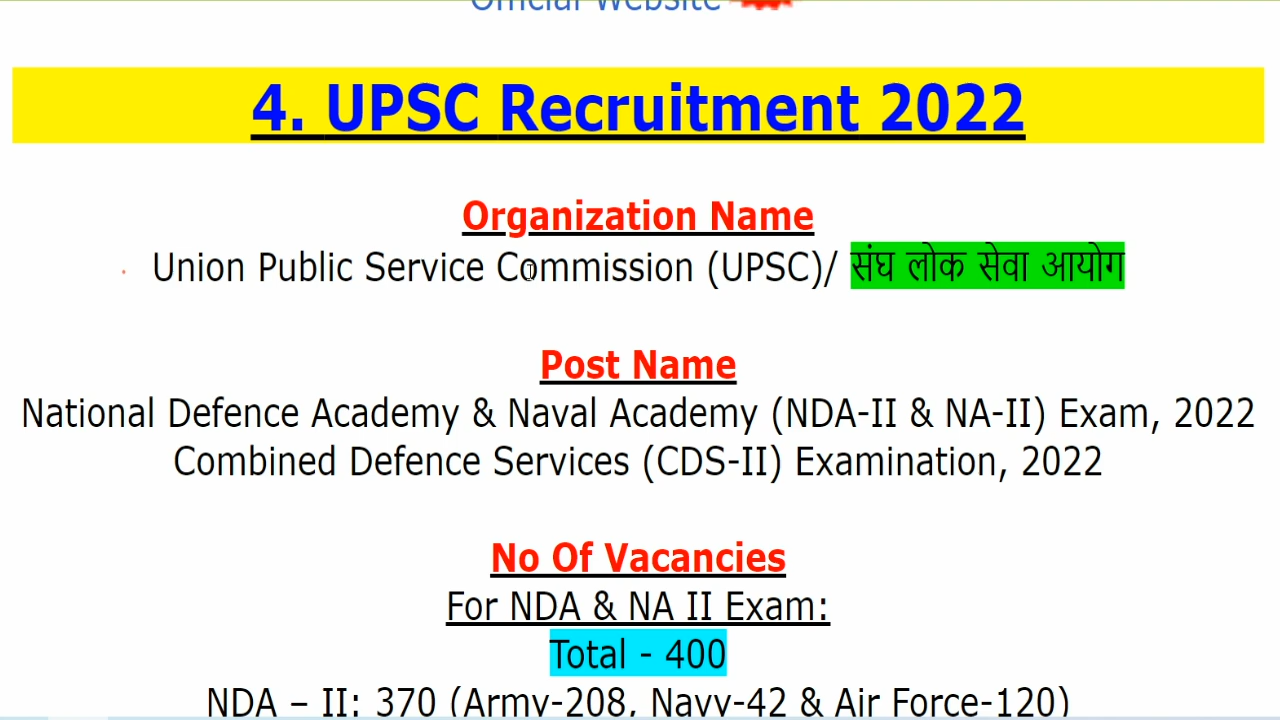 Official Website
4. UPSC Recruitment 2022
Organization Name
Union Public Service Commission (UPSC)/ संघ लोक सेवा आयोग
Post Name
National Defence Academy & Naval Academy (NDA-II & NA-II) Exam, 2022
Combined Defence Services (CDS-II) Examination, 2022
No Of Vacancies
For NDA & NA II Exam:
Total - 400
NDA – II: 370 (Army-208, Navy-42 & Air Force-120)